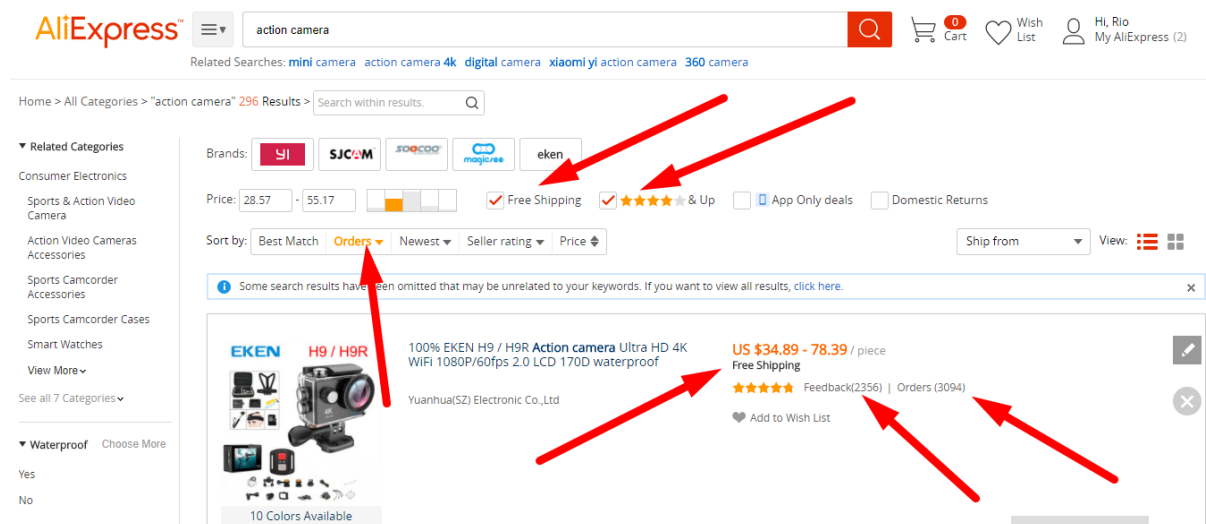 AliExpress™
action camera
0
Cart
Wish
List
Hi, Rio
My AliExpress (2)
Related Searches: mini camera action camera 4k digital camera xiaomi yi action camera 360 camera
Home > All Categories > "action camera" 296 Results > Search within results.
Related Categories
Consumer Electronics
Sports & Action Video
Camera
Action Video Cameras
Accessories
Sports Camcorder
Accessories
Sports Camcorder Cases
Smart Watches
View More
See all 7 Categories
Waterproof Choose More
Yes
No
Brands: YI SJCAM SOOCOO magicsee eken
Price: 28.57 - 55.17 Free Shipping & Up App Only deals Domestic Returns
Sort by: Best Match Orders Newest Seller rating Price Ship from View:
Some search results have been omitted that may be unrelated to your keywords. If you want to view all results, click here.
EKEN H9 / H9R
4K
10 Colors Available
100% EKEN H9 / H9R Action camera Ultra HD 4K
WiFi 1080P/60fps 2.0 LCD 170D waterproof
Yuanhua(SZ) Electronic Co.,Ltd
US $34.89 - 78.39 / piece
Free Shipping
Feedback(2356) | Orders (3094)
Add to Wish List